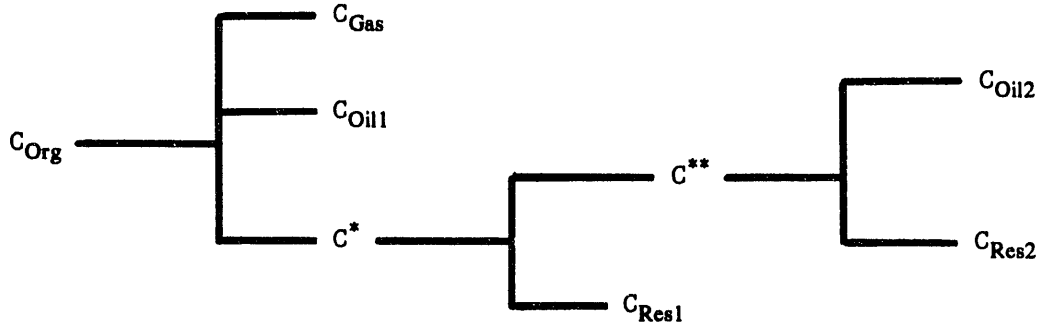 C_Gas
C_Oil2
C_Oil1
C_Org
C**
C*
C_Res2
C_Res1